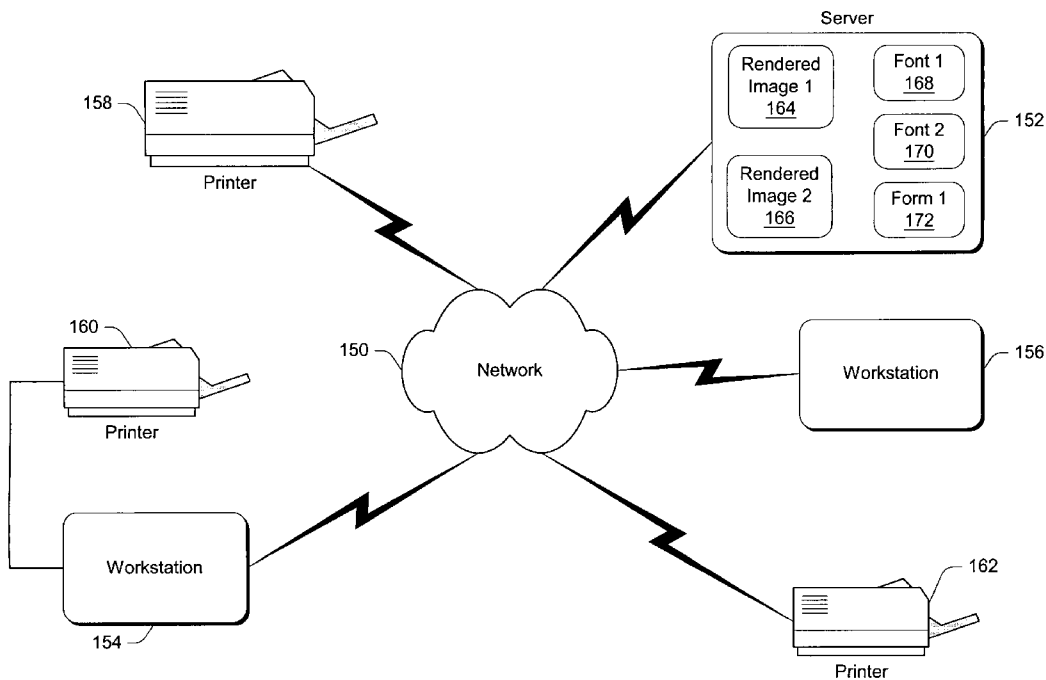 Server
Rendered
Image 1
164
Font 1
168
Font 2
170
Rendered
Image 2
166
Form 1
172
152
158
Printer
160
Printer
150
Network
Workstation
156
Workstation
154
162
Printer